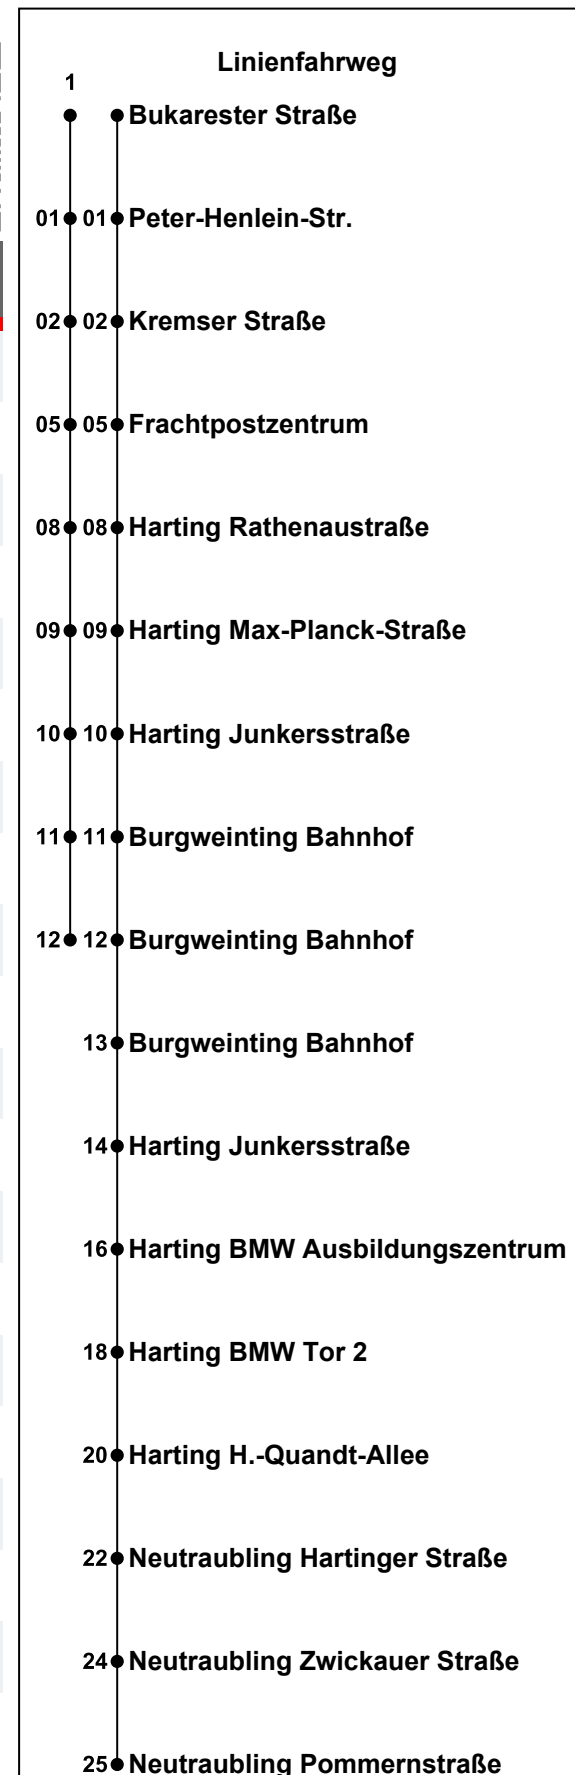 Linienfahrweg
1
Bukarester Straße
01 01 Peter-Henlein-Str.
02 02 Kremser Straße
05 05 Frachtpostzentrum
08 08 Harting Rathenaustraße
09 09 Harting Max-Planck-Straße
10 10 Harting Junkersstraße
11 11 Burgweinting Bahnhof
12 12 Burgweinting Bahnhof
13 Burgweinting Bahnhof
14 Harting Junkersstraße
16 Harting BMW Ausbildungszentrum
18 Harting BMW Tor 2
20 Harting H.-Quandt-Allee
22 Neutraubling Hartinger Straße
24 Neutraubling Zwickauer Straße
25 Neutraubling Pommernstraße